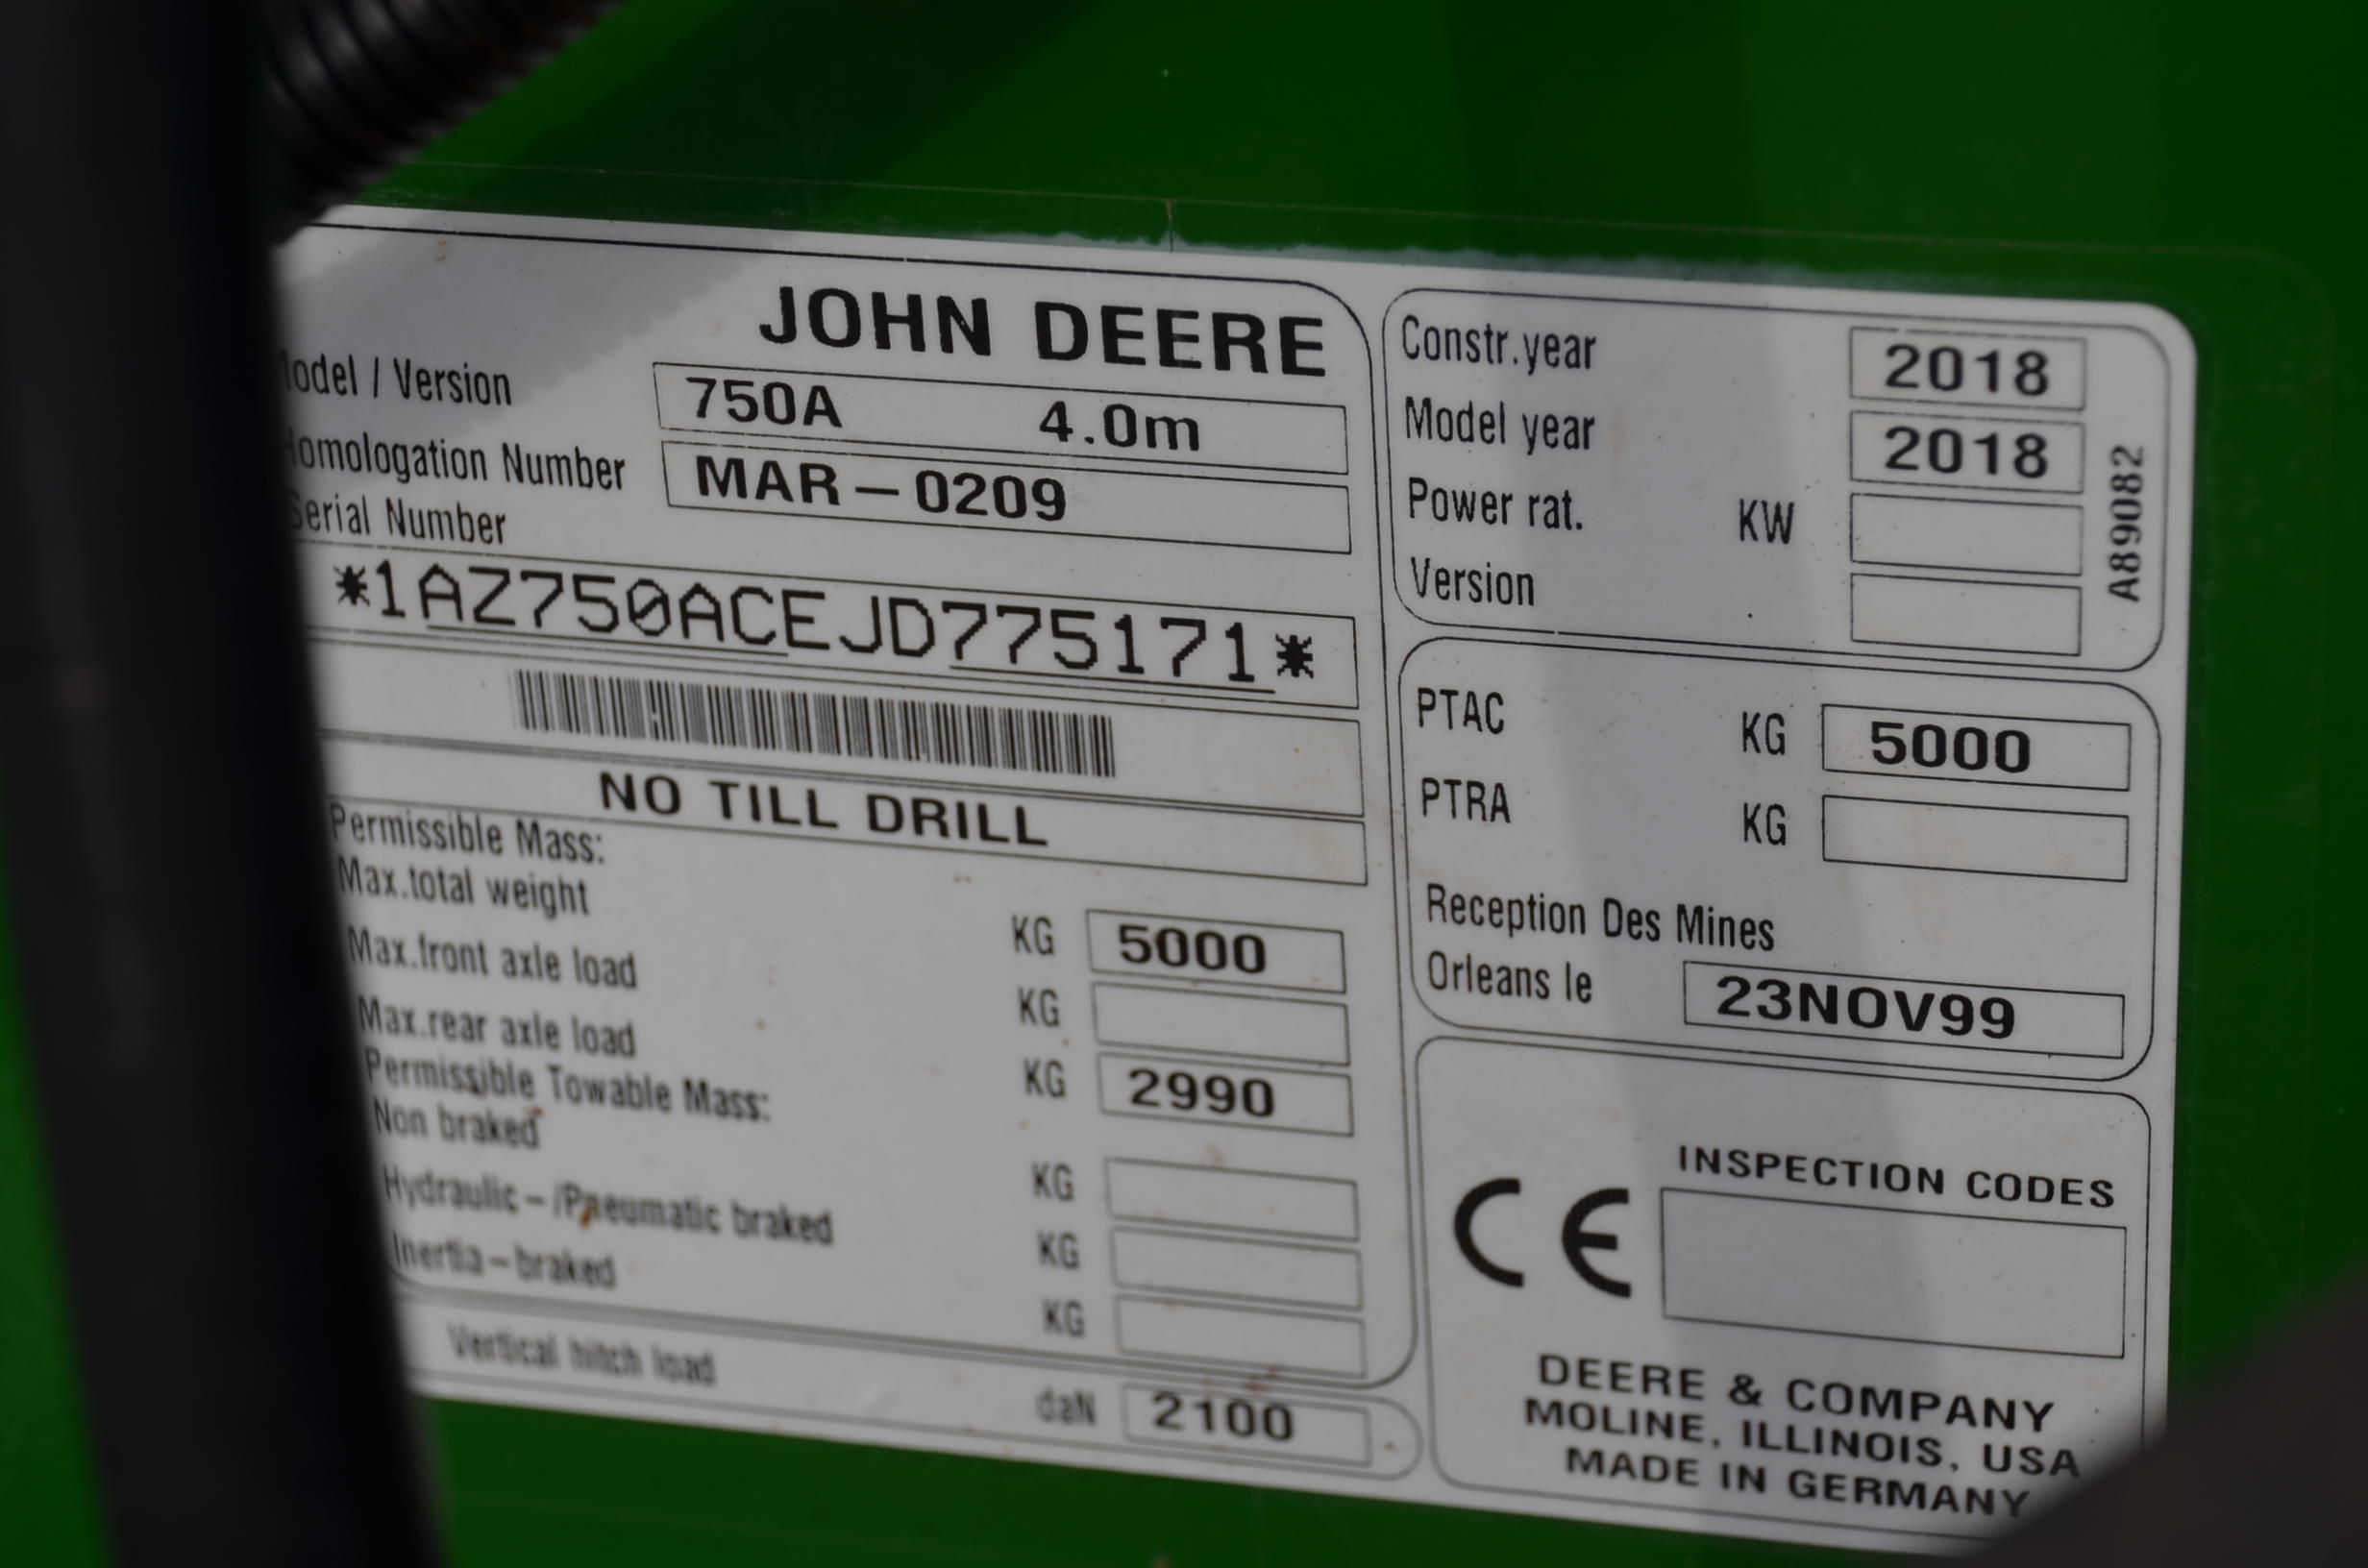 JOHN DEERE
Model / Version 750A 4.0m
Homologation Number MAR-0209
Serial Number
*1AZ750ACEJD775171*
NO TILL DRILL
Permissible Mass:
Max.total weight KG 5000
Max.front axle load KG
Max.rear axle load KG 2990
Permissible Towable Mass:
Non braked KG
Hydraulic-/Pneumatic braked KG
Inertia-braked KG
Vertical hitch load daN 2100
Constr.year 2018
Model year 2018
Power rat. KW
Version
A89082
PTAC KG 5000
PTRA KG
Reception Des Mines
Orleans le 23NOV99
CE
INSPECTION CODES
DEERE & COMPANY
MOLINE, ILLINOIS, USA
MADE IN GERMANY